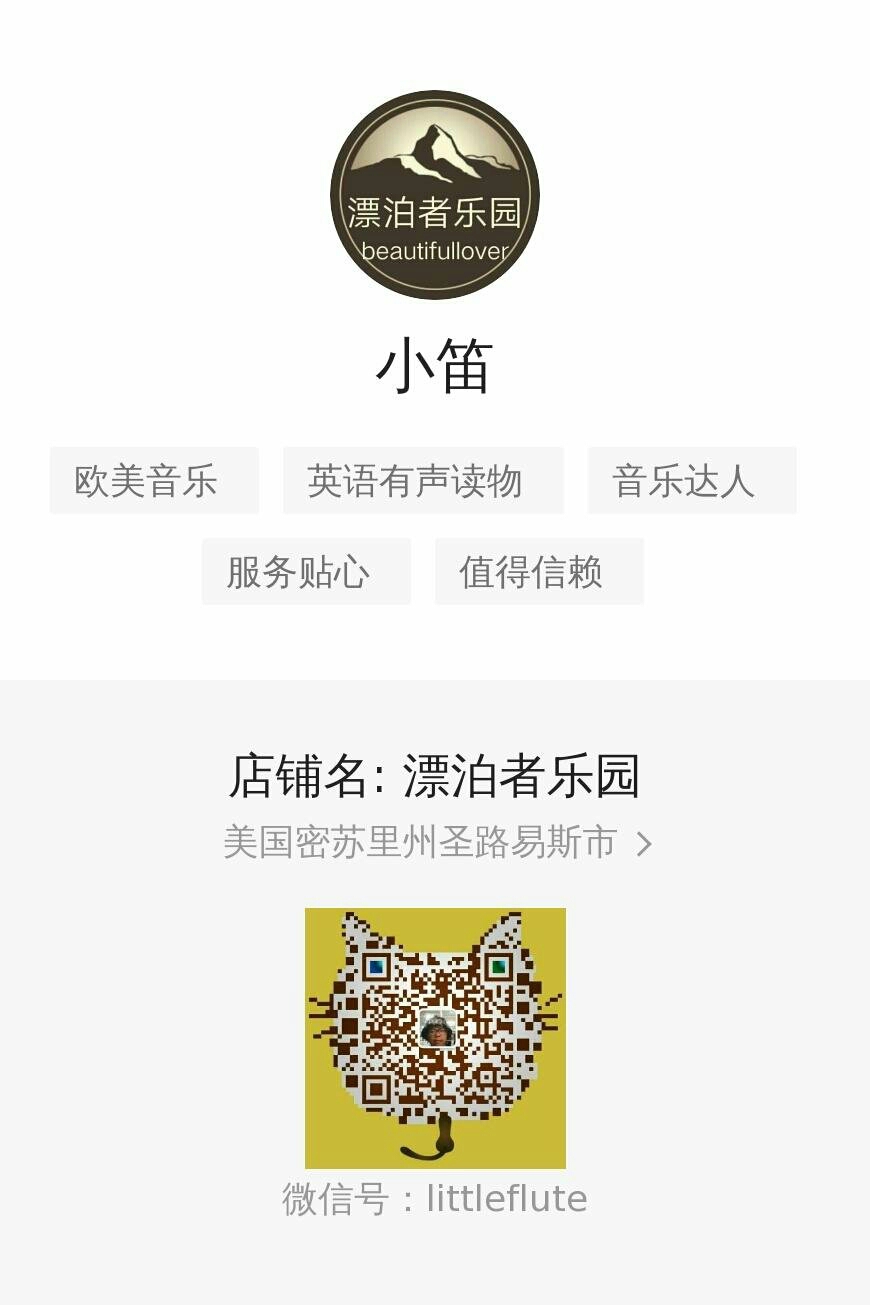 漂泊者乐园
beautifullover
小笛
欧美音乐 英语有声读物 音乐达人
服务贴心 值得信赖
店铺名: 漂泊者乐园
美国密苏里州圣路易斯市
微信号：littleflute